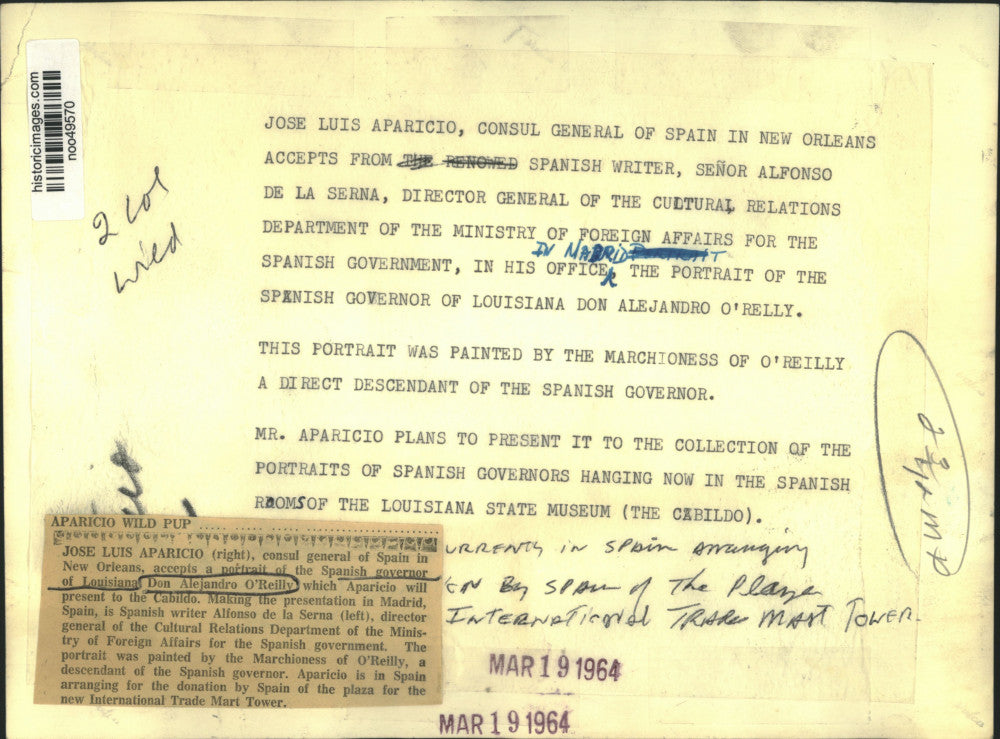 historicimages.com
noo49570
2 col
wild
JOSE LUIS APARICIO, CONSUL GENERAL OF SPAIN IN NEW ORLEANS
ACCEPTS FROM THE RENOWED SPANISH WRITER, SEÑOR ALFONSO
DE LA SERNA, DIRECTOR GENERAL OF THE CULTURAL RELATIONS
DEPARTMENT OF THE MINISTRY OF FOREIGN AFFAIRS FOR THE
IN MADRID PORTRAIT
SPANISH GOVERNMENT, IN HIS OFFICE, THE PORTRAIT OF THE
SPANISH GOVERNOR OF LOUISIANA DON ALEJANDRO O'RELLY.
THIS PORTRAIT WAS PAINTED BY THE MARCHIONESS OF O'REILLY
A DIRECT DESCENDANT OF THE SPANISH GOVERNOR.
MR. APARICIO PLANS TO PRESENT IT TO THE COLLECTION OF THE
PORTRAITS OF SPANISH GOVERNORS HANGING NOW IN THE SPANISH
ROOMS OF THE LOUISIANA STATE MUSEUM (THE CABILDO).
URRENTLY in SPAIN Arranging
en By SPAIN of The Plaza
INTERNATIONAL TRADE MART TOWER.
APARICIO WILD PUP
JOSE LUIS APARICIO (right), consul general of Spain in
New Orleans, accepts a portrait of the Spanish governor
of Louisiana Don Alejandro O'Reilly which Aparicio will
present to the Cabildo. Making the presentation in Madrid,
Spain, is Spanish writer Alfonso de la Serna (left), director
general of the Cultural Relations Department of the Minis-
try of Foreign Affairs for the Spanish government. The
portrait was painted by the Marchioness of O'Reilly, a
descendant of the Spanish governor. Aparicio is in Spain
arranging for the donation by Spain of the plaza for the
new International Trade Mart Tower.
MAR 19 1964
MAR 19 1964